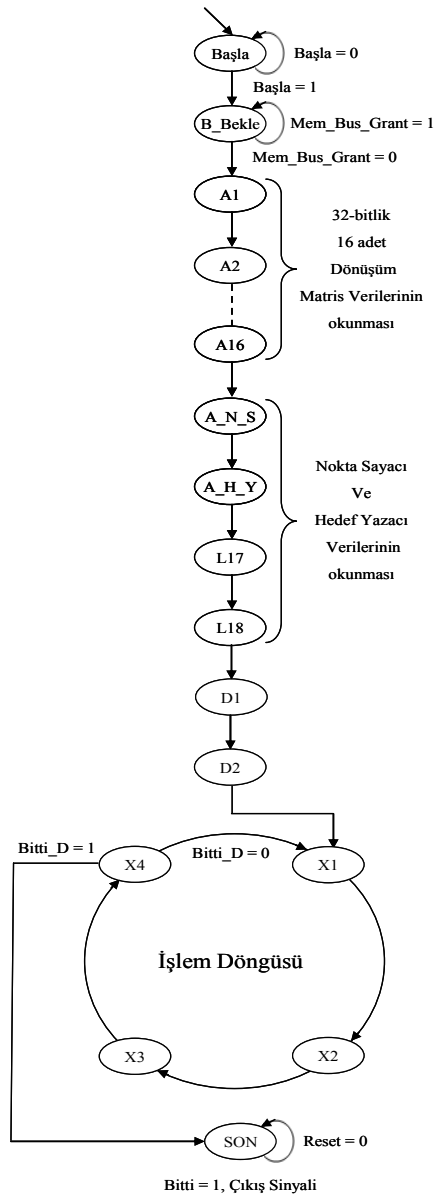 Başla
Başla = 0
Başla = 1
B_Bekle
Mem_Bus_Grant = 1
Mem_Bus_Grant = 0
A1
A2
A16
32-bitlik
16 adet
Dönüşüm
Matris Verilerinin
okunması
A_N_S
A_H_Y
L17
L18
Nokta Sayacı
Ve
Hedef Yazacı
Verilerinin
okunması
D1
D2
Bitti_D = 1
X4
Bitti_D = 0
X1
İşlem Döngüsü
X3
X2
SON
Reset = 0
Bitti = 1, Çıkış Sinyali